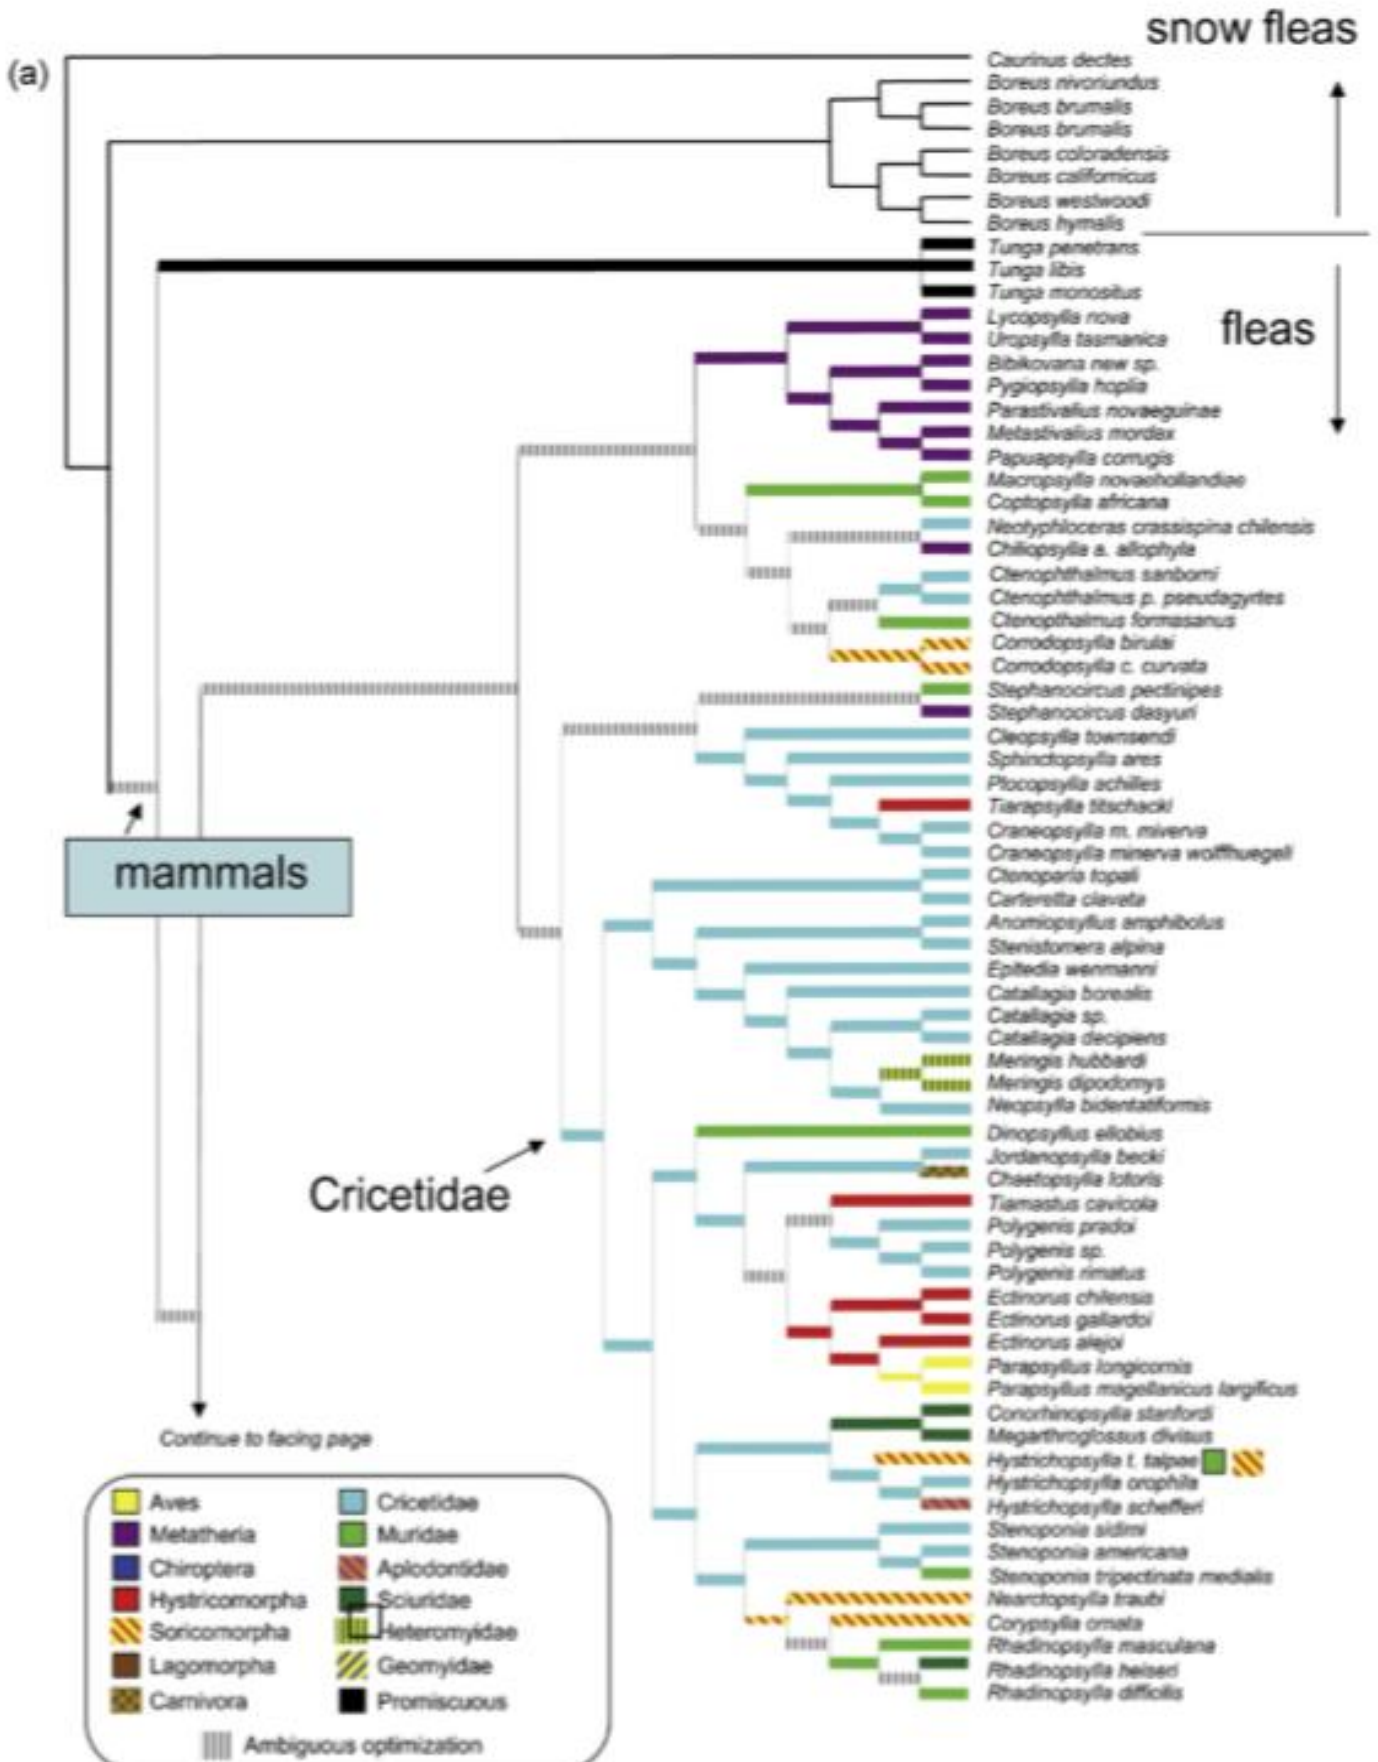 snow fleas
(a)
Caurinus dectes
Boreus nivoriundus
Boreus brumalis
Boreus brumalis
Boreus coloradensis
Boreus californicus
Boreus westwoodi
Boreus hymalis
Tunga penetrans
Tunga libis
Tunga monositus
fleas
Lycopsylla nova
Uropsylla tasmanica
Bibikovana new sp.
Pygiopsylla hoplia
Parastivalius novaeguinae
Metastivalius mordax
Papuapsylla corrugis
Macropsylla novaehollandiae
Coptopsylla africana
Neotyphloceras crassispina chilensis
Chiliopsylla a. allophyla
Ctenophthalmus sanborni
Ctenophthalmus p. pseudagyrtes
Ctenopthalmus formasanus
Corrodopsylla birulai
Corrodopsylla c. curvata
Stephanocircus pectinipes
Stephanocircus dasyuri
Cleopsylla townsendi
Sphinctopsylla ares
Plocopsylla achilles
Tiarapsylla titschacki
Craneopsylla m. miverva
Craneopsylla minerva wolffhuegeli
mammals
Ctenoparia topali
Carteretta clavata
Anomiopsyllus amphibolus
Stenistomera alpina
Epitedia wenmanni
Catallagia borealis
Catallagia sp.
Catallagia decipiens
Meringis hubbardi
Meringis dipodomys
Neopsylla bidentatiformis
Dinopsyllus ellobius
Jordanopsylla becki
Chaetopsylla lotoris
Cricetidae
Tiamastus cavicola
Polygenis pradoi
Polygenis sp.
Polygenis rimatus
Ectinorus chilensis
Ectinorus gallardoi
Ectinorus alejoi
Parapsyllus longicornis
Parapsyllus magellanicus largificus
Conorhinopsylla stanfordi
Megarthroglossus divisus
Hystrichopsylla t. talpae
Hystrichopsylla orophila
Hystrichopsylla schefferi
Stenoponia sidimi
Stenoponia americana
Stenoponia tripectinata medialis
Nearctopsylla traubi
Corypsylla ornata
Rhadinopsylla masculana
Rhadinopsylla heiseri
Rhadinopsylla difficilis
Continue to facing page
Aves
Metatheria
Chiroptera
Hystricomorpha
Soricomorpha
Lagomorpha
Carnivora
Cricetidae
Muridae
Aplodontidae
Sciuridae
Heteromyidae
Geomyidae
Promiscuous
Ambiguous optimization